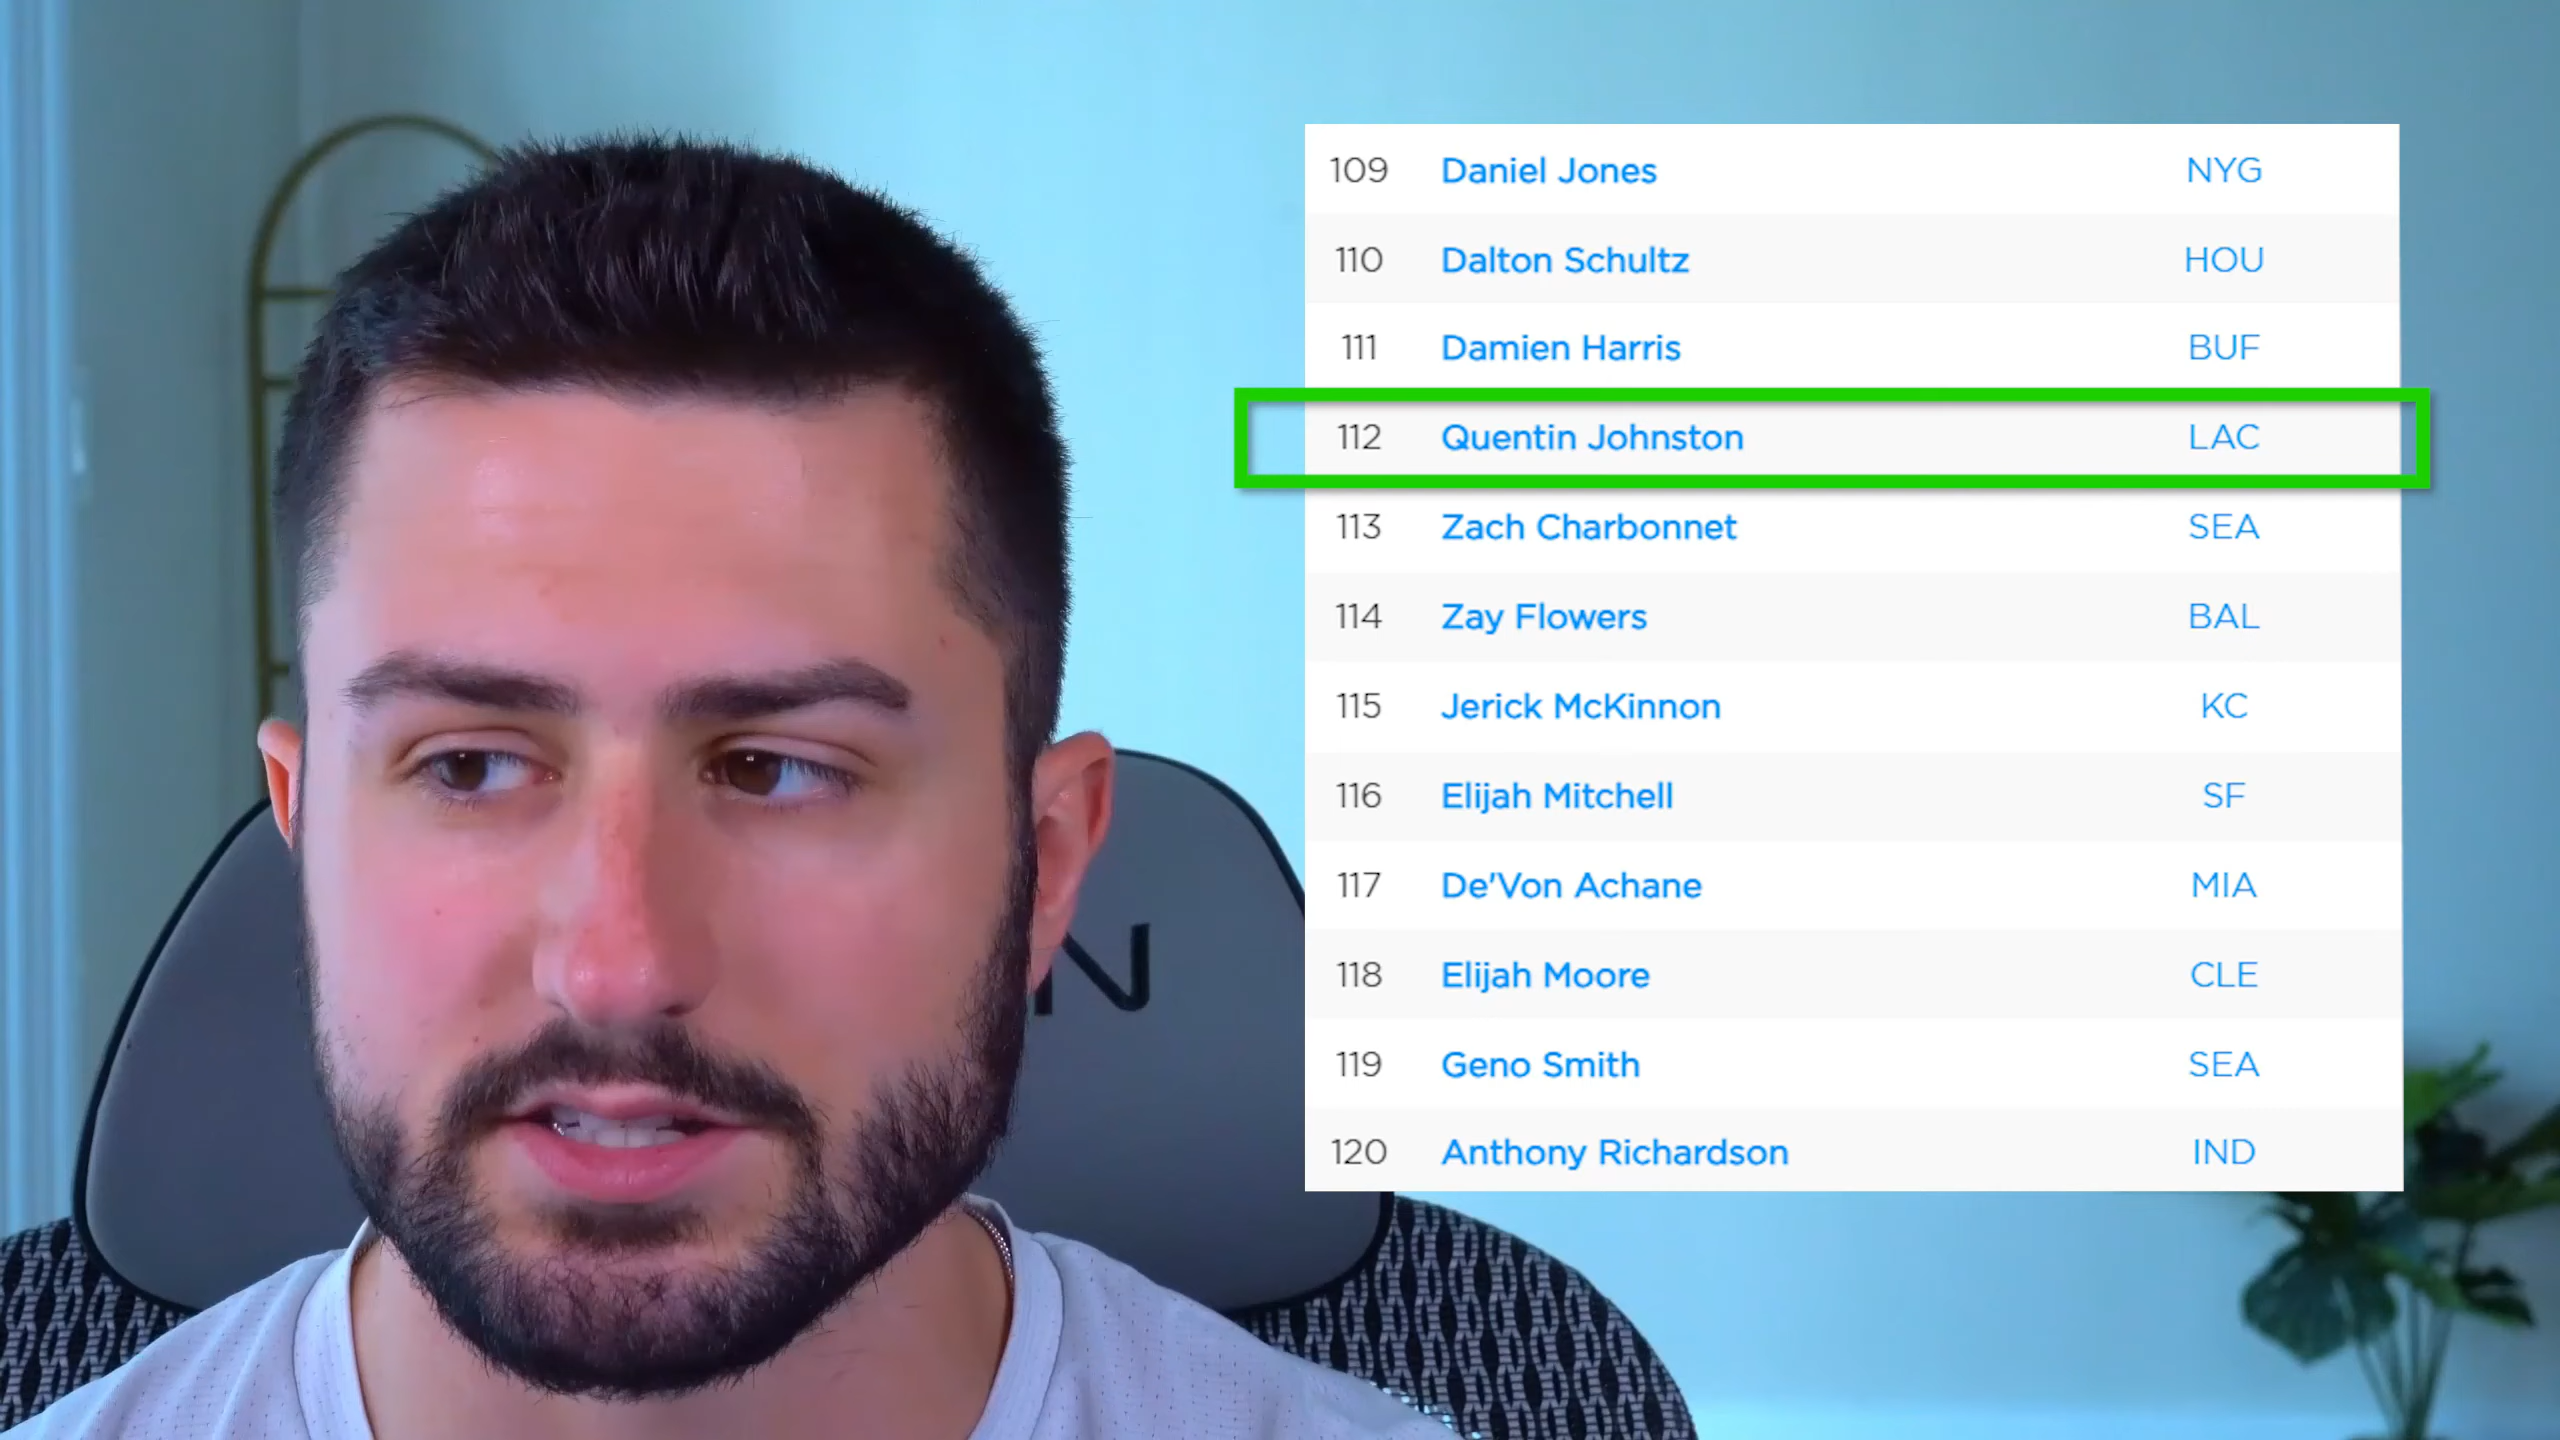 109 Daniel Jones NYG
110 Dalton Schultz HOU
111 Damien Harris BUF
112 Quentin Johnston LAC
113 Zach Charbonnet SEA
114 Zay Flowers BAL
115 Jerick McKinnon KC
116 Elijah Mitchell SF
117 De'Von Achane MIA
118 Elijah Moore CLE
119 Geno Smith SEA
120 Anthony Richardson IND